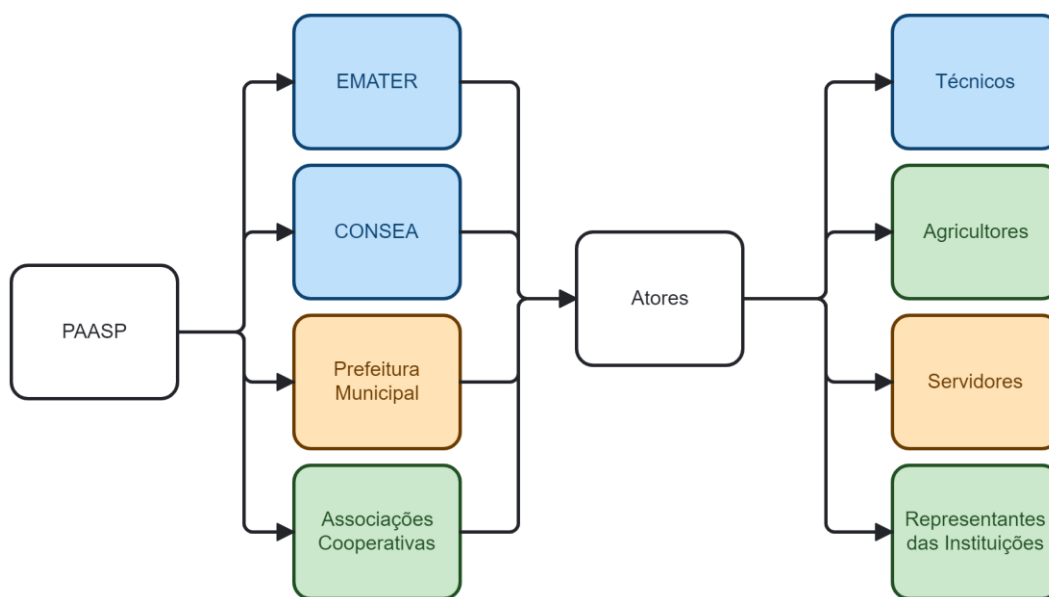 PAASP
EMATER
CONSEA
Prefeitura
Municipal
Associações
Cooperativas
Atores
Técnicos
Agricultores
Servidores
Representantes
das Instituições